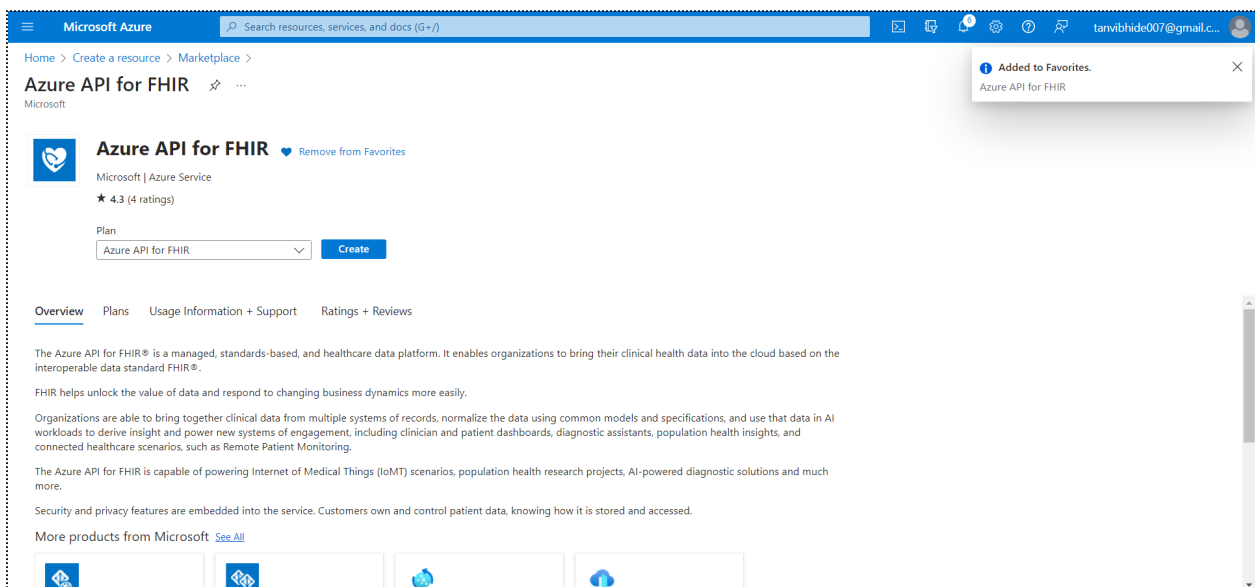 Microsoft Azure
Search resources, services, and docs (G+/)
6
tanvibhide007@gmail.c...
Home > Create a resource > Marketplace >
Azure API for FHIR ...
Microsoft
Added to Favorites.
Azure API for FHIR
Azure API for FHIR
Remove from Favorites
Microsoft | Azure Service
★ 4.3 (4 ratings)
Plan
Azure API for FHIR
Create
Overview Plans Usage Information + Support Ratings + Reviews
The Azure API for FHIR® is a managed, standards-based, and healthcare data platform. It enables organizations to bring their clinical health data into the cloud based on the
interoperable data standard FHIR®.
FHIR helps unlock the value of data and respond to changing business dynamics more easily.
Organizations are able to bring together clinical data from multiple systems of records, normalize the data using common models and specifications, and use that data in AI
workloads to derive insight and power new systems of engagement, including clinician and patient dashboards, diagnostic assistants, population health insights, and
connected healthcare scenarios, such as Remote Patient Monitoring.
The Azure API for FHIR is capable of powering Internet of Medical Things (IoMT) scenarios, population health research projects, AI-powered diagnostic solutions and much
more.
Security and privacy features are embedded into the service. Customers own and control patient data, knowing how it is stored and accessed.
More products from Microsoft See All